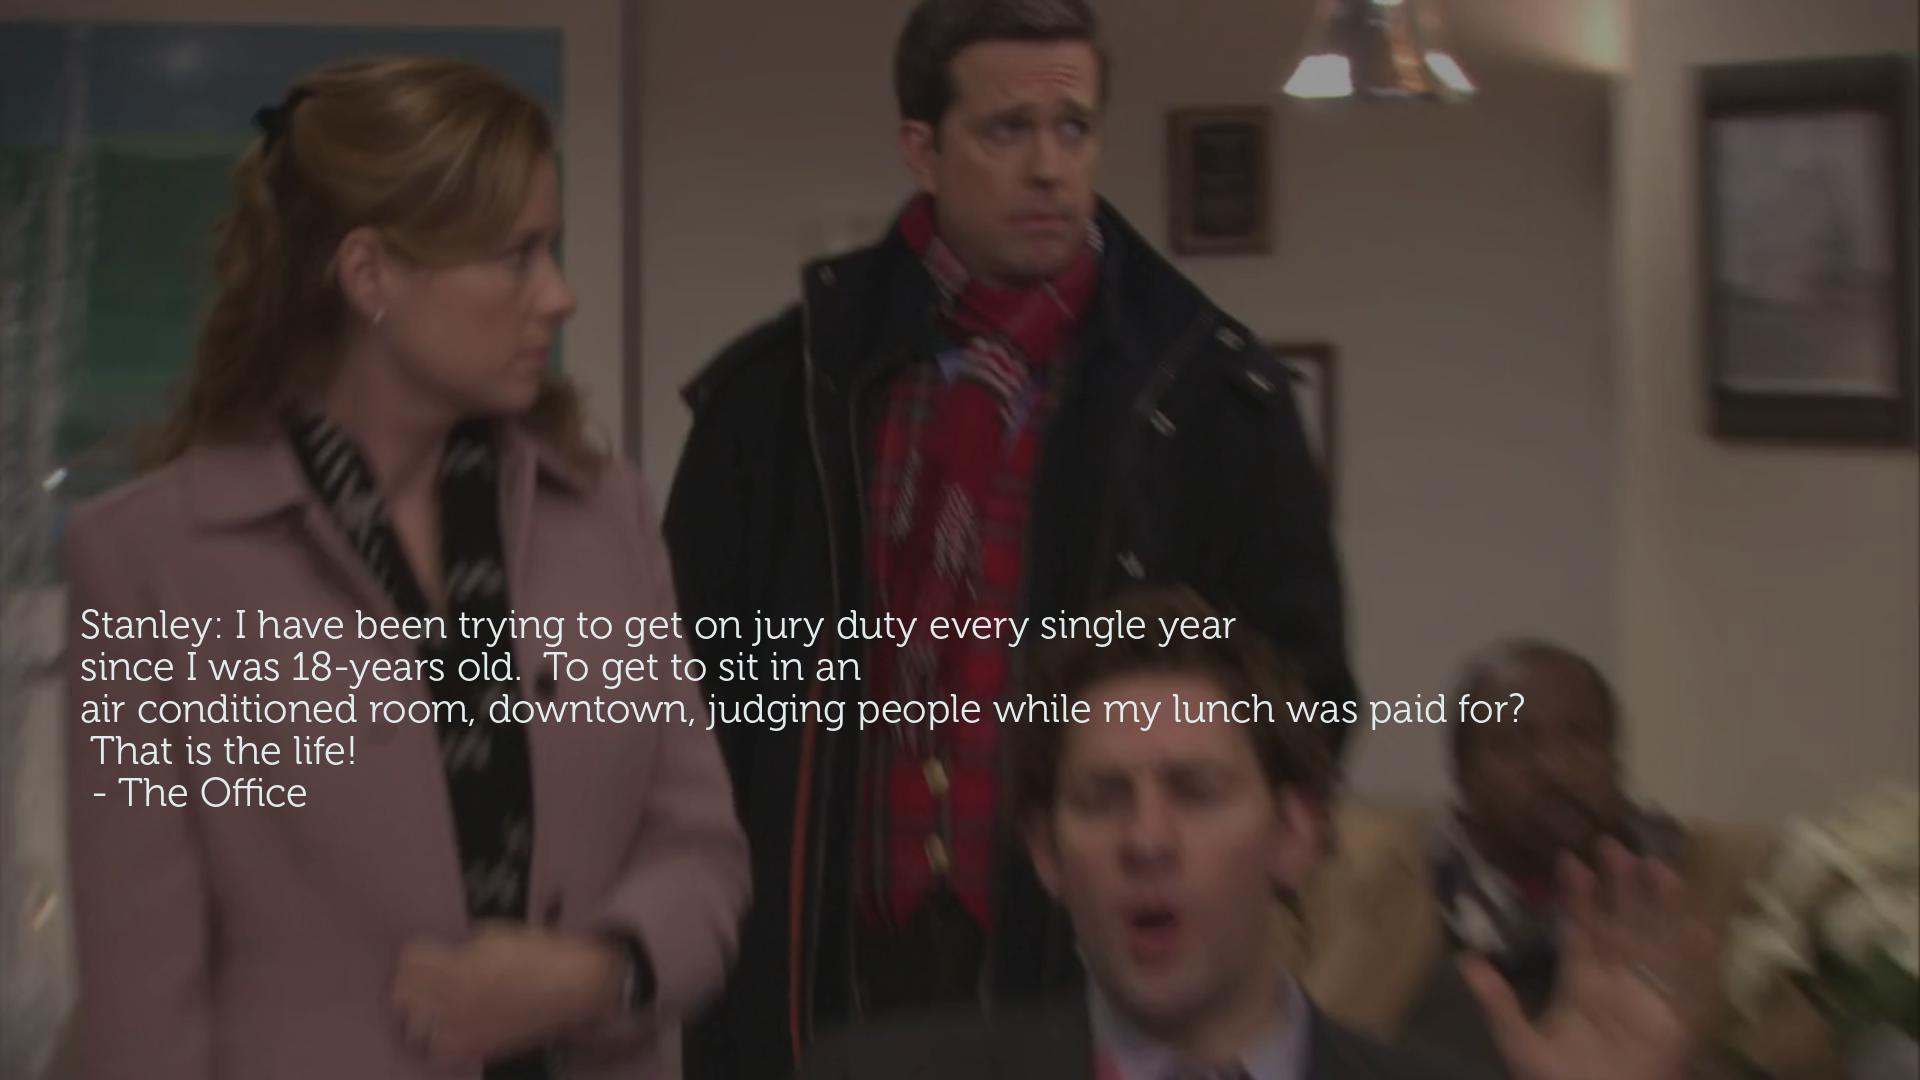 Stanley: I have been trying to get on jury duty every single year
since I was 18-years old.  To get to sit in an
air conditioned room, downtown, judging people while my lunch was paid for?
That is the life!
- The Office